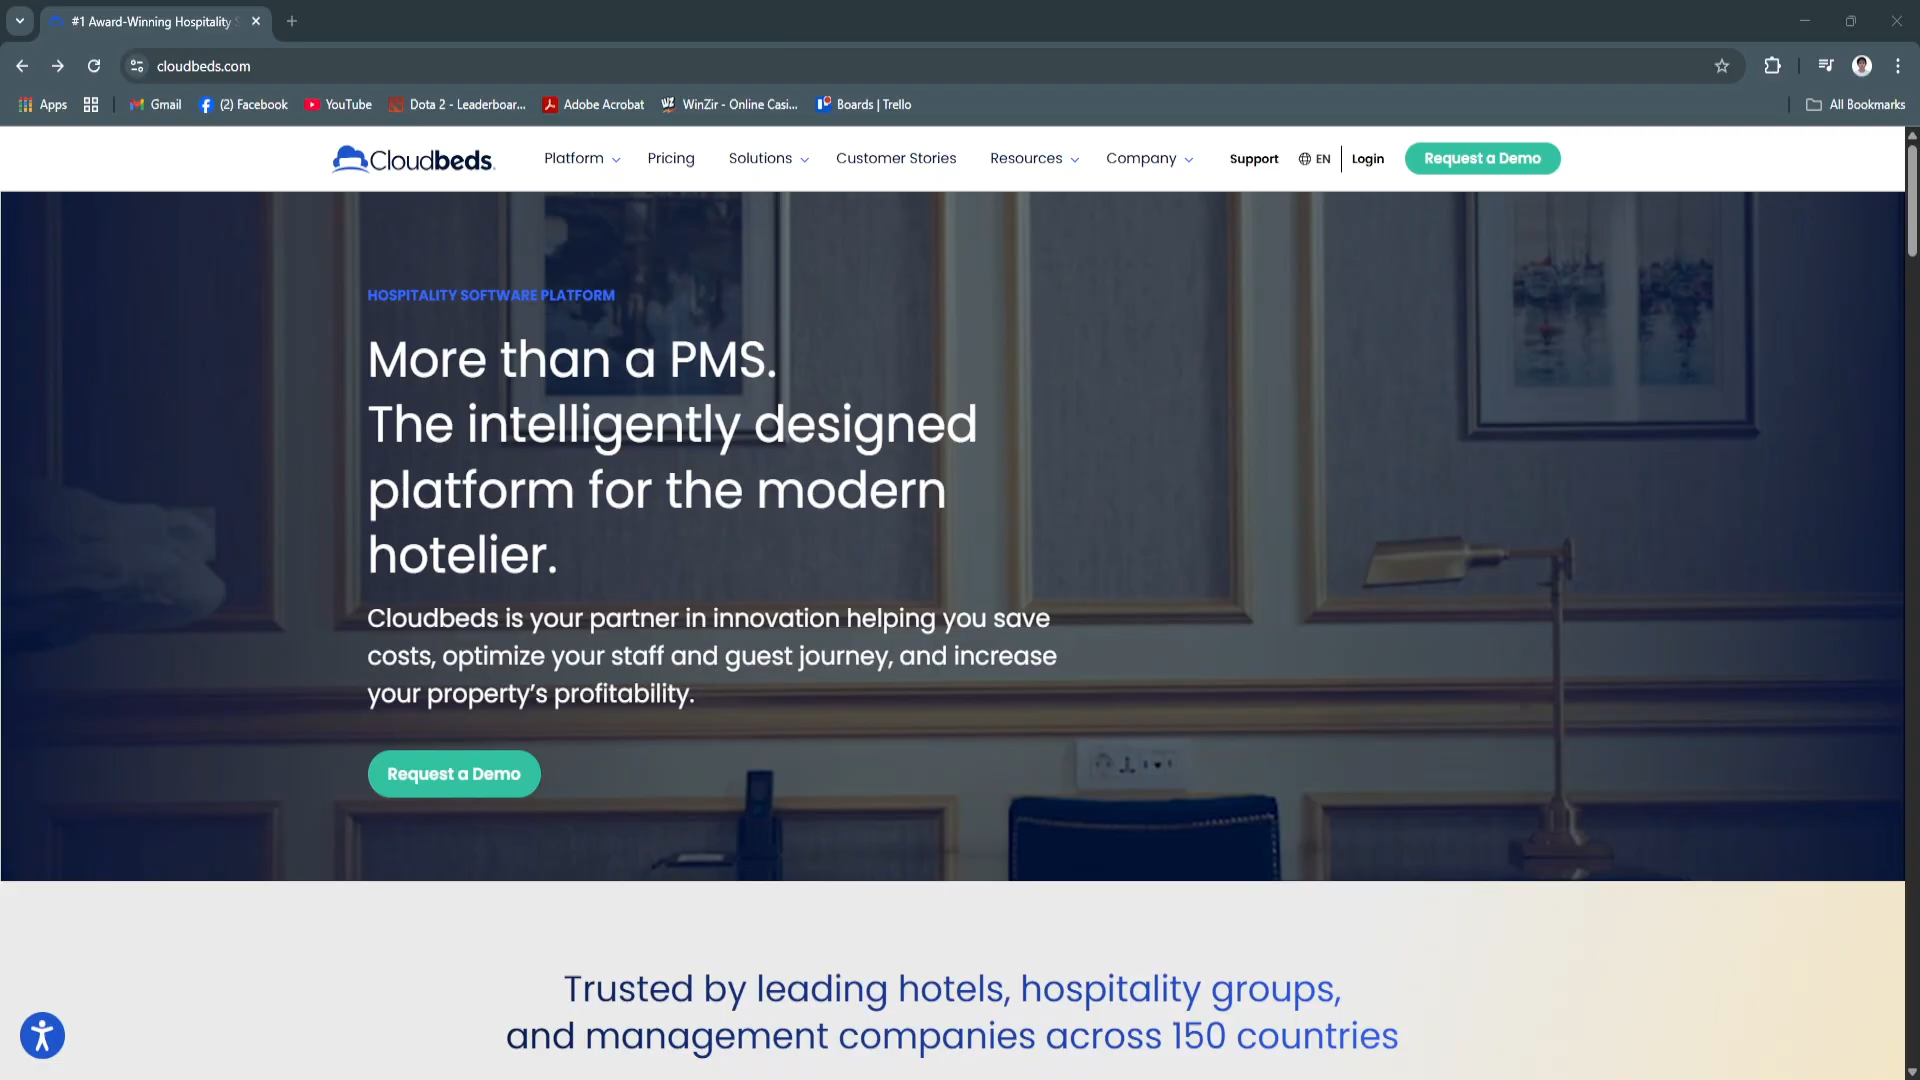 #1 Award-Winning Hospitality
cloudbeds.com
Apps
Gmail
(2) Facebook
YouTube
Dota 2 - Leaderboar...
Adobe Acrobat
WinZir - Online Casi...
Boards | Trello
All Bookmarks
Cloudbeds
Platform
Pricing
Solutions
Customer Stories
Resources
Company
Support
EN
Login
Request a Demo
HOSPITALITY SOFTWARE PLATFORM
More than a PMS.
The intelligently designed
platform for the modern
hotelier.
Cloudbeds is your partner in innovation helping you save
costs, optimize your staff and guest journey, and increase
your property’s profitability.
Request a Demo
Trusted by leading hotels, hospitality groups,
and management companies across 150 countries